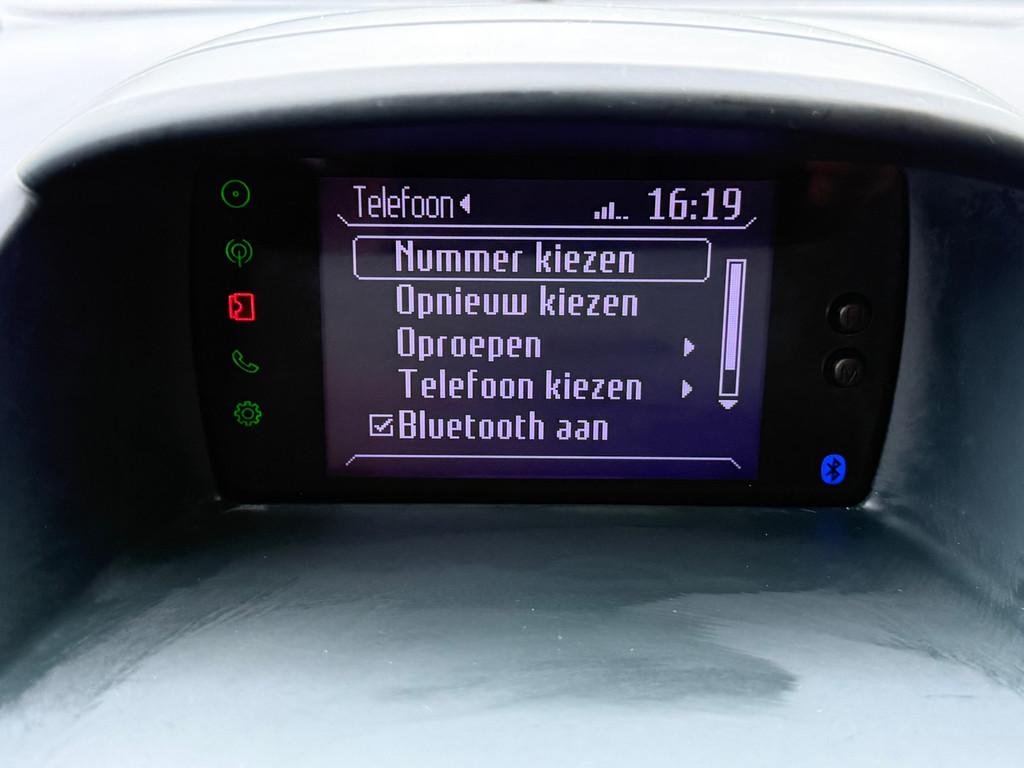 Telefoon
16:19
Nummer kiezen
Opnieuw kiezen
Oproepen
Telefoon kiezen
Bluetooth aan
H
M